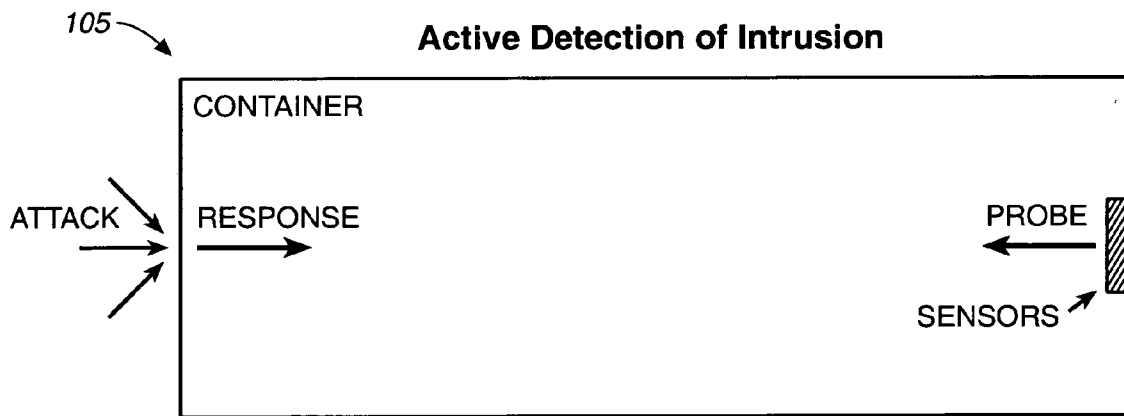 105
Active Detection of Intrusion
CONTAINER
ATTACK
RESPONSE
PROBE
SENSORS